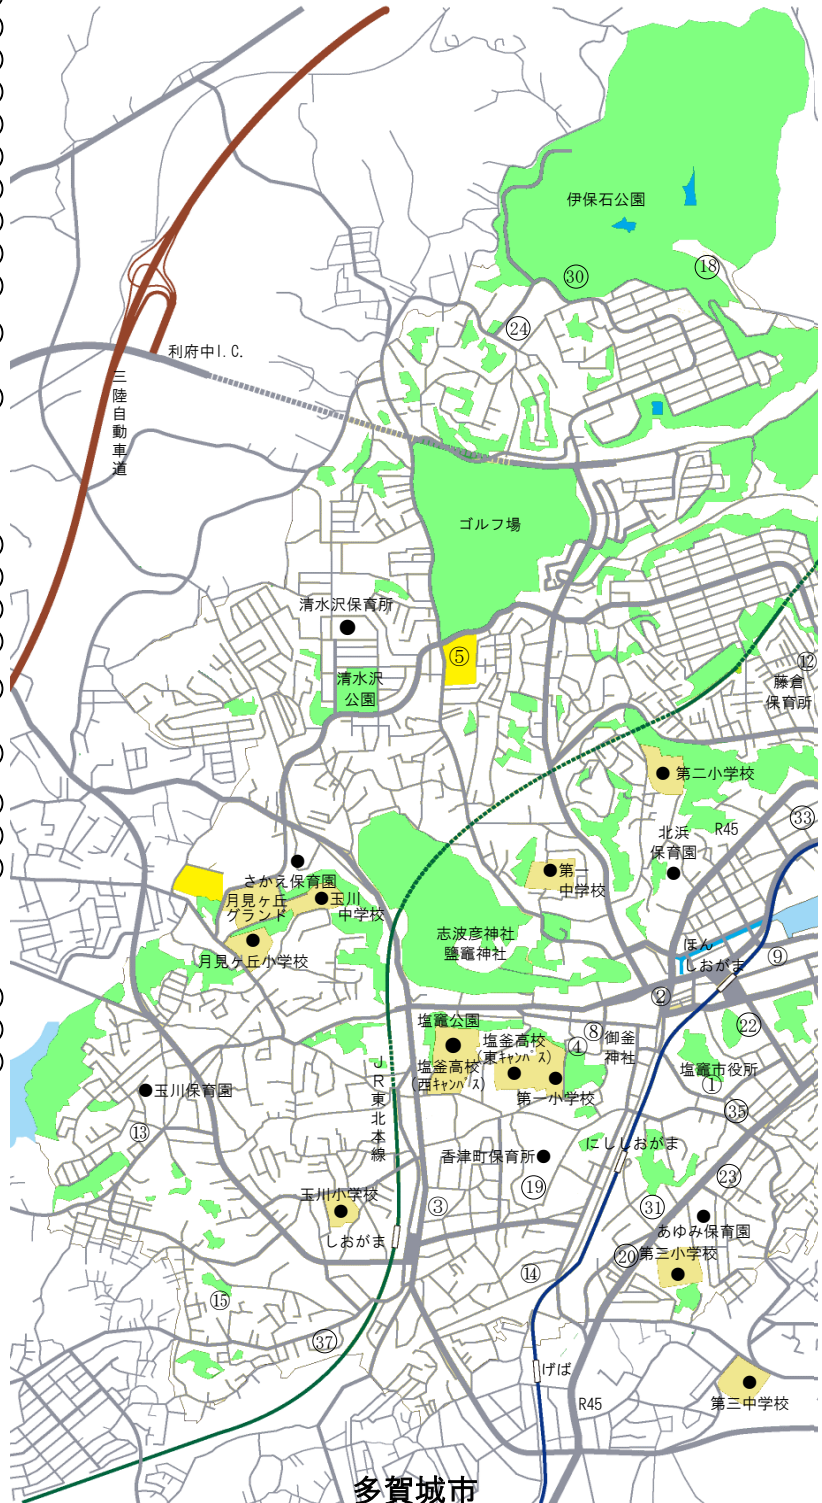 伊保石公園
⑱
㉚
㉔
利府中I.C.
三陸自動車道
ゴルフ場
清水沢保育所
⑤
⑫
清水沢
公園
藤倉
保育所
第二小学校
㉝
R45
北浜
保育園
さかえ保育園
第一
中学校
月見ヶ丘
グランド
玉川
中学校
志波彦神社
鹽竈神社
月見ヶ丘小学校
ほん
しおがま
⑨
②
塩竈公園
⑧
㉒
御釜
神社
塩釜高校
(東キャンパス)
④
JR東北本線
塩釜高校
(西キャンパス)
塩竈市役所
①
玉川保育園
第一小学校
㉟
⑬
にししおがま
香津町保育所
㉓
⑲
玉川小学校
③
㉛
あゆみ保育園
しおがま
⑳
第三小学校
⑭
⑮
㊲
げば
R45
第三中学校
多賀城市